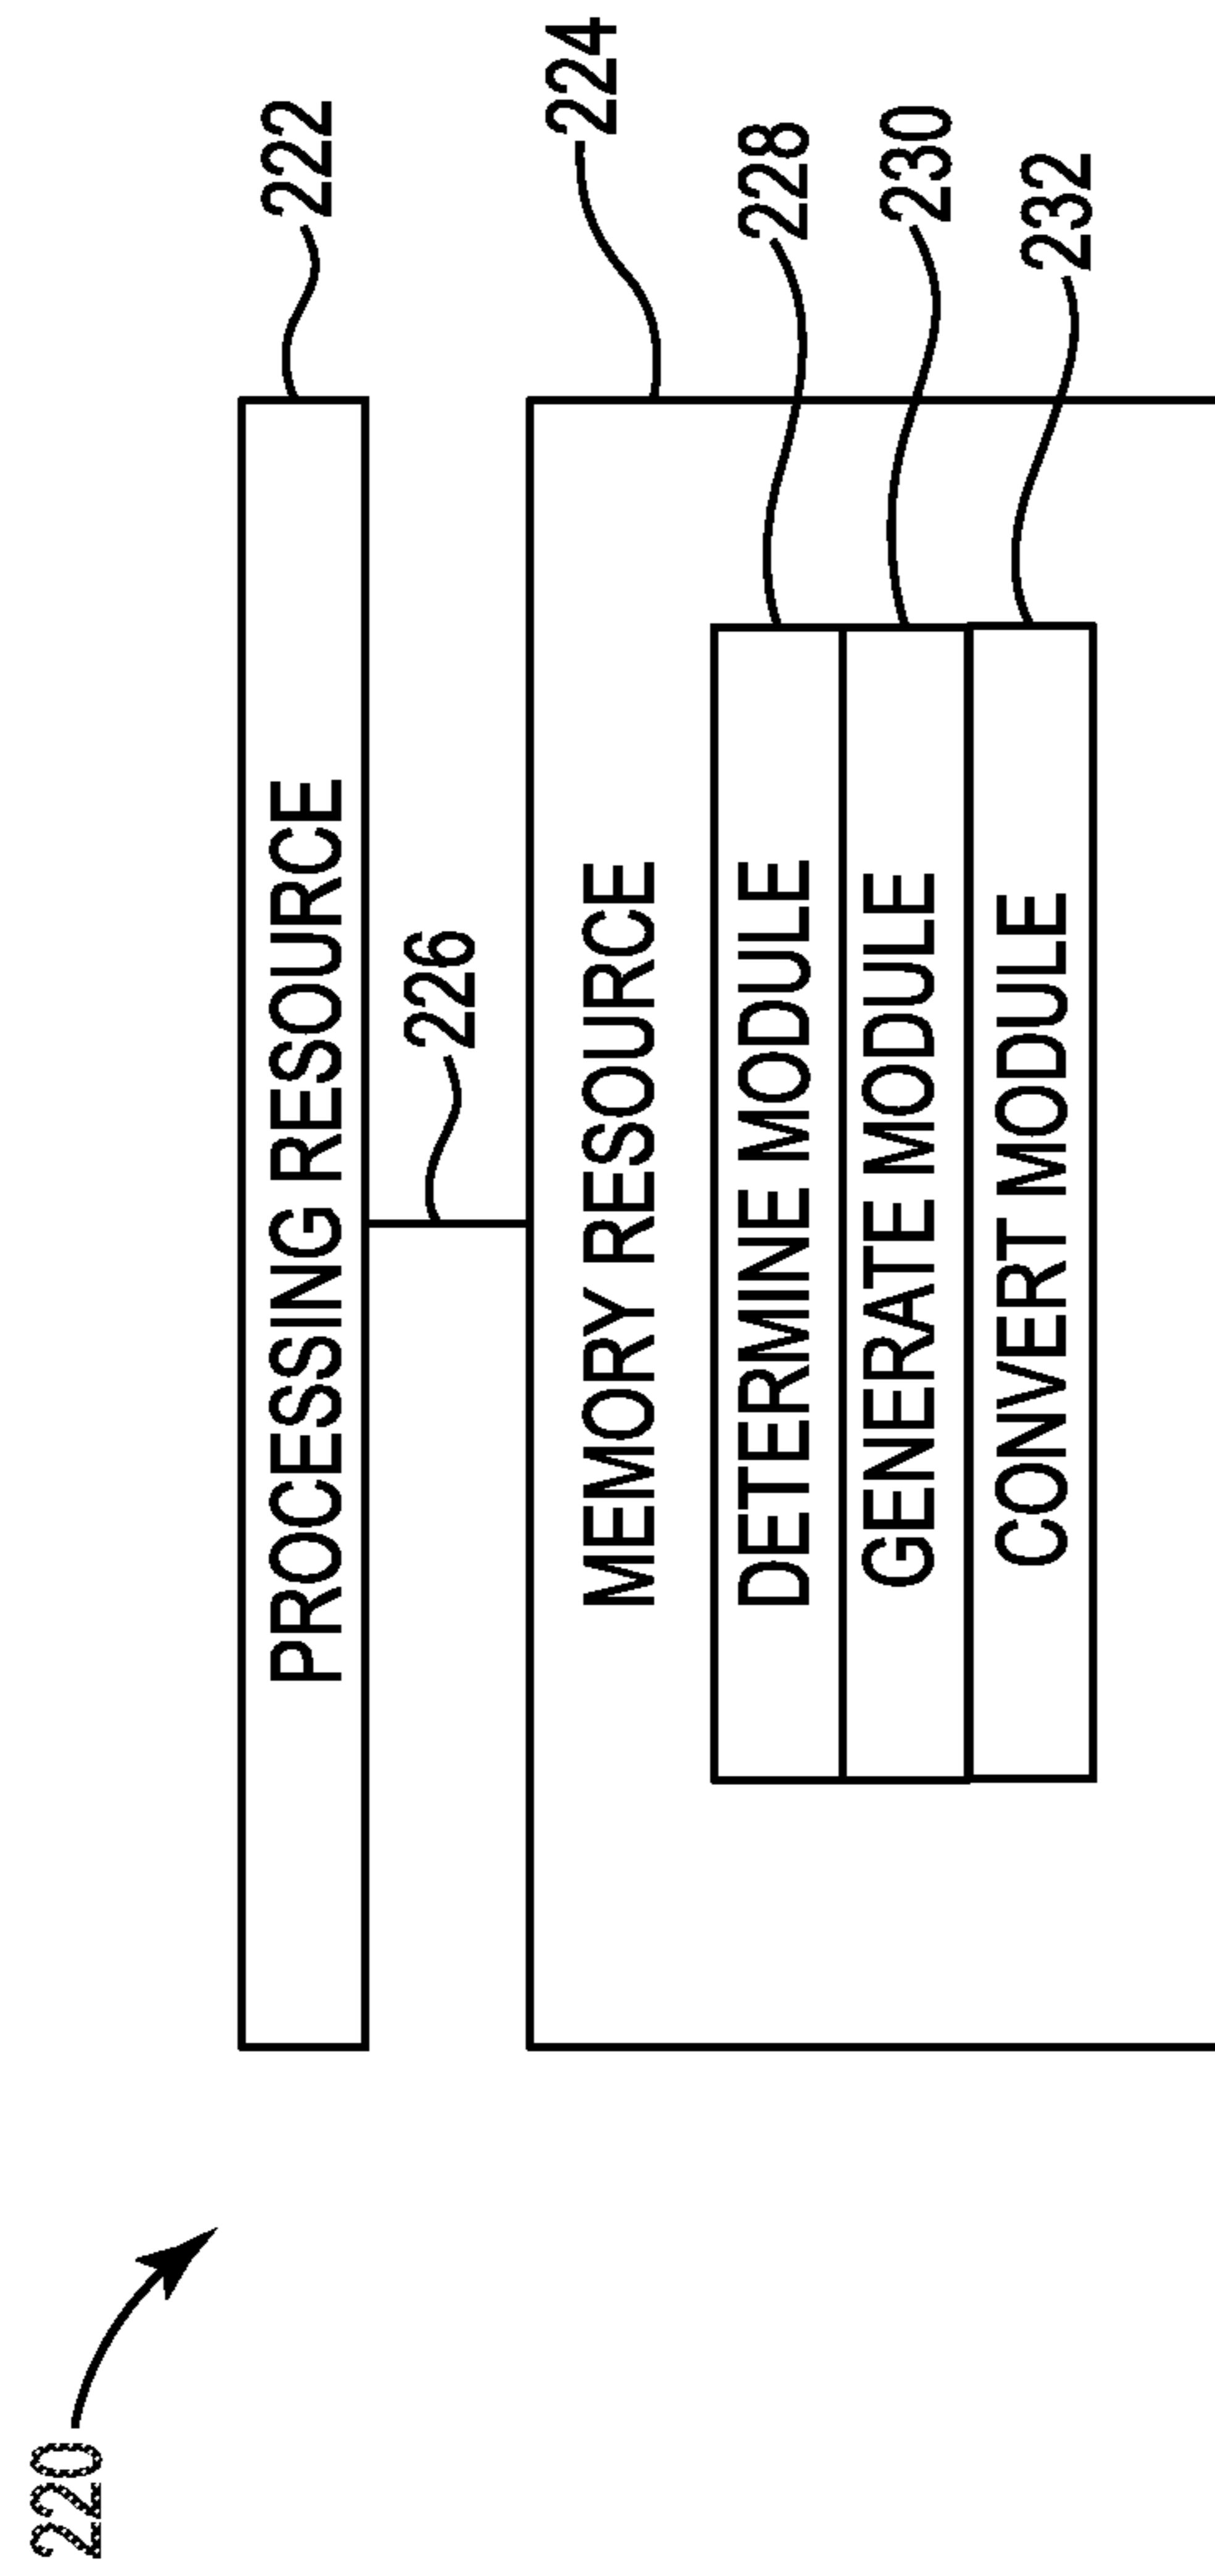 220
PROCESSING RESOURCE
222
226
MEMORY RESOURCE
224
DETERMINE MODULE
228
GENERATE MODULE
230
CONVERT MODULE
232